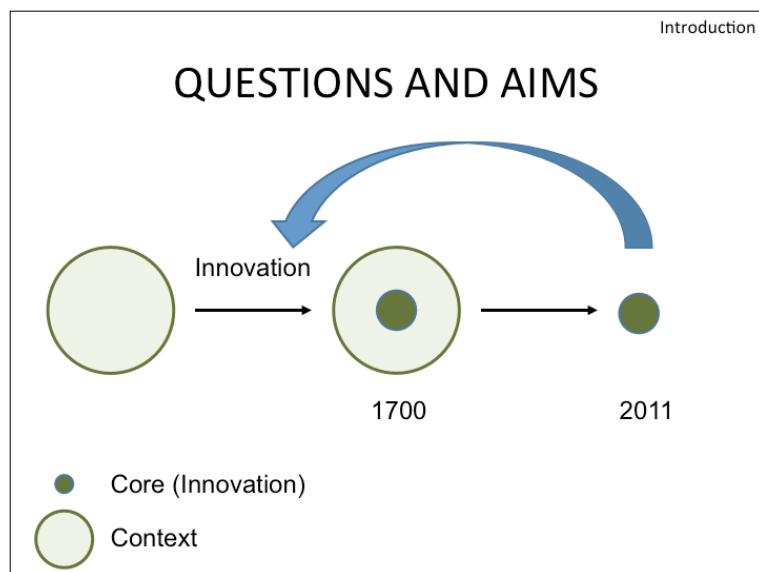 Introduction
QUESTIONS AND AIMS
Innovation
1700
2011
Core (Innovation)
Context